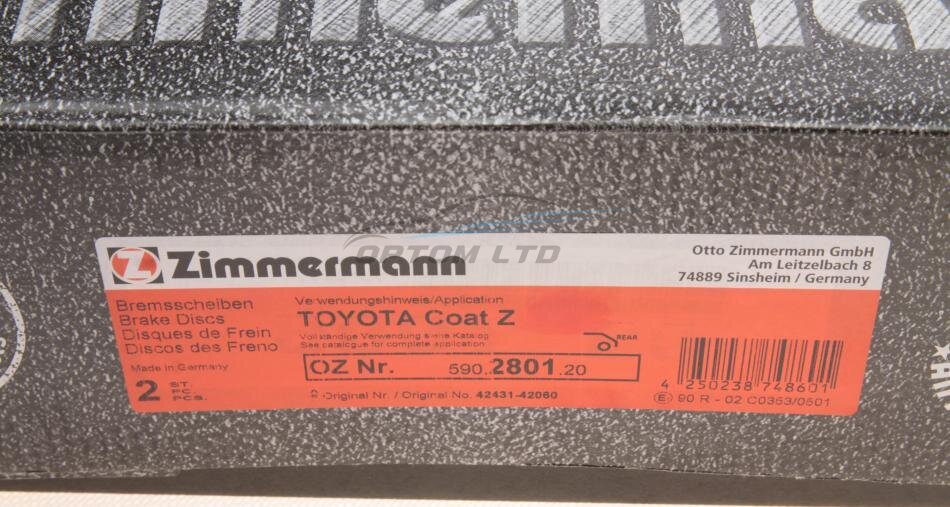 Zimmermann
OPTOM LTD
Otto Zimmermann GmbH
Am Leitzelbach 8
74889 Sinsheim / Germany
Bremsscheiben
Brake Discs
Disques de Frein
Discos des Freno
Made in Germany
2 ST.
PC.
PCS.
Verwendungshinweis/Application
TOYOTA Coat Z
Vollständige Verwendung siehe Katalog
See catalogue for complete application
REAR
OZ Nr. 590.2801.20
Original Nr. / Original No. 42431-42060
4 250238 748601
E 90 R - 02 C0353/0501